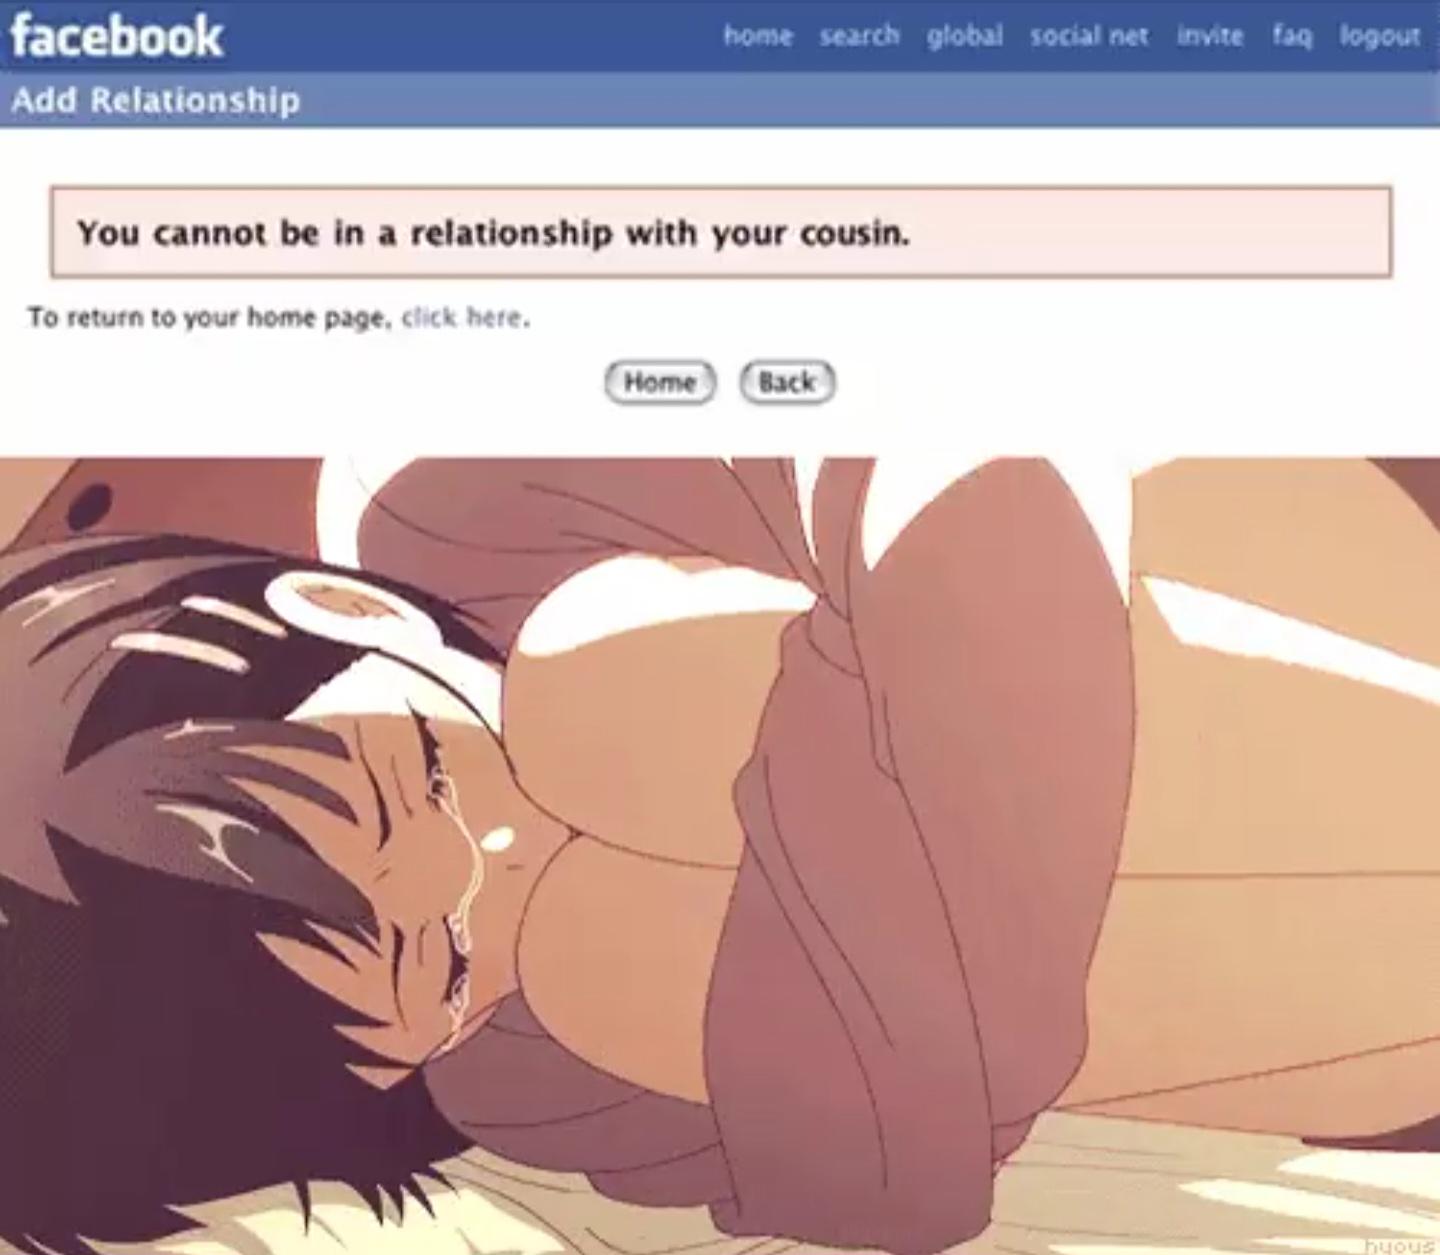 facebook
home search global social net invite faq logout
Add Relationship
You cannot be in a relationship with your cousin.
To return to your home page, click here.
Home Back
hyous